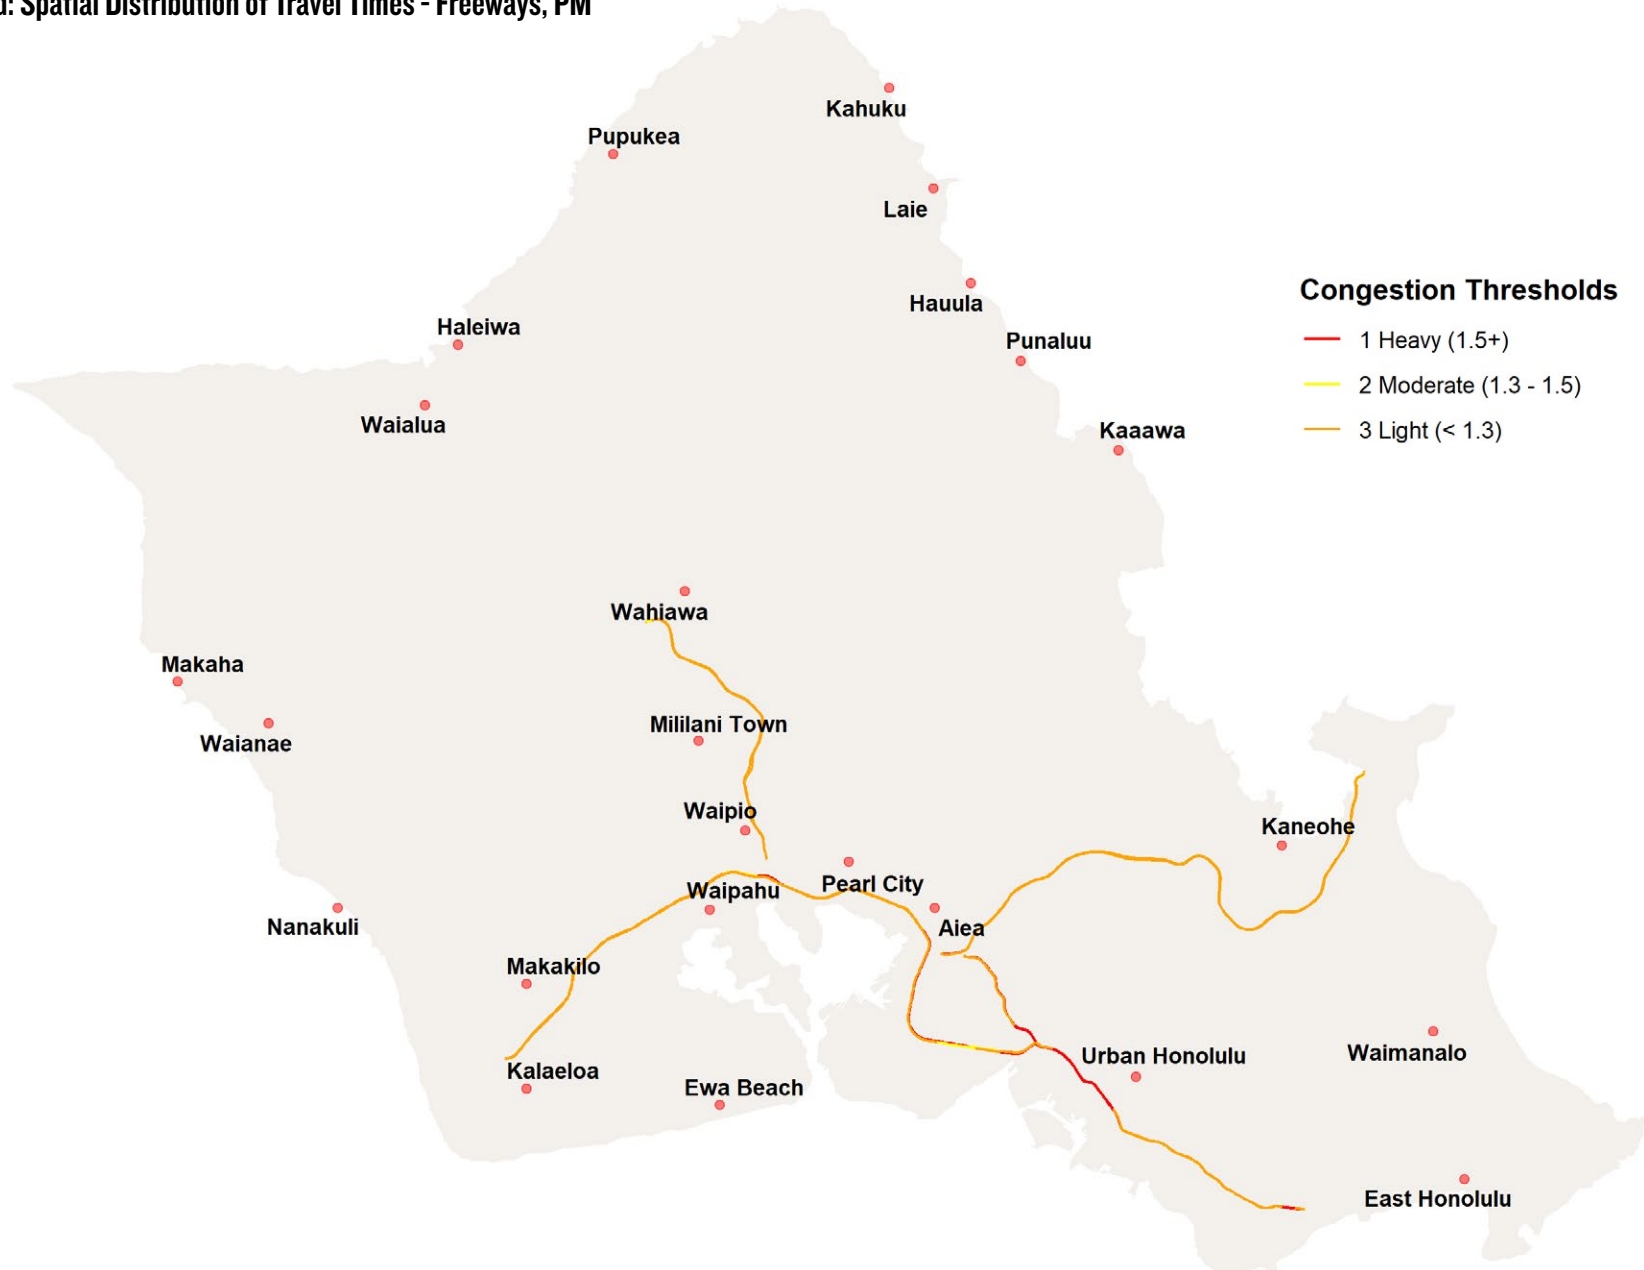 d: Spatial Distribution of Travel Times - Freeways, PM
Kahuku
Pupukea
Laie
Congestion Thresholds
Hauula
Haleiwa
1 Heavy (1.5+)
Punaluu
2 Moderate (1.3 - 1.5)
Waialua
3 Light (< 1.3)
Kaaawa
Wahiawa
Makaha
Mililani Town
Waianae
Waipio
Kaneohe
Pearl City
Waipahu
Nanakuli
Aiea
Makakilo
Urban Honolulu
Waimanalo
Kalaeloa
Ewa Beach
East Honolulu